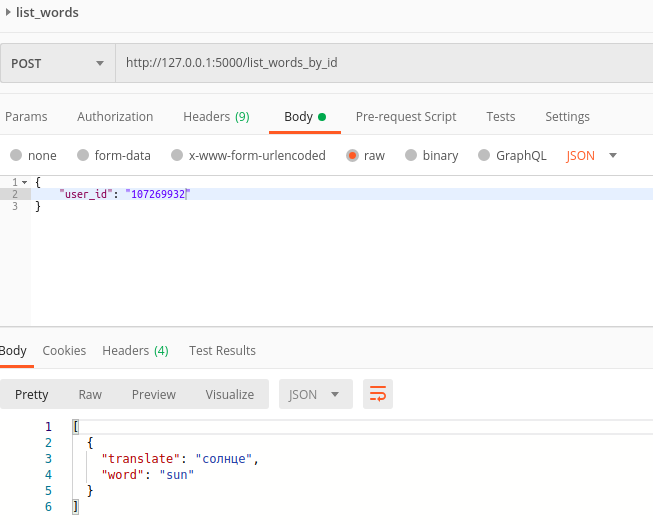 list_words
POST http://127.0.0.1:5000/list_words_by_id
Params Authorization Headers (9) Body Pre-request Script Tests Settings
none form-data x-www-form-urlencoded raw binary GraphQL JSON
1 {
2 "user_id": "107269932"
3 }
Body Cookies Headers (4) Test Results
Pretty Raw Preview Visualize JSON
1 [
2 {
3 "translate": "солнце",
4 "word": "sun"
5 }
6 ]